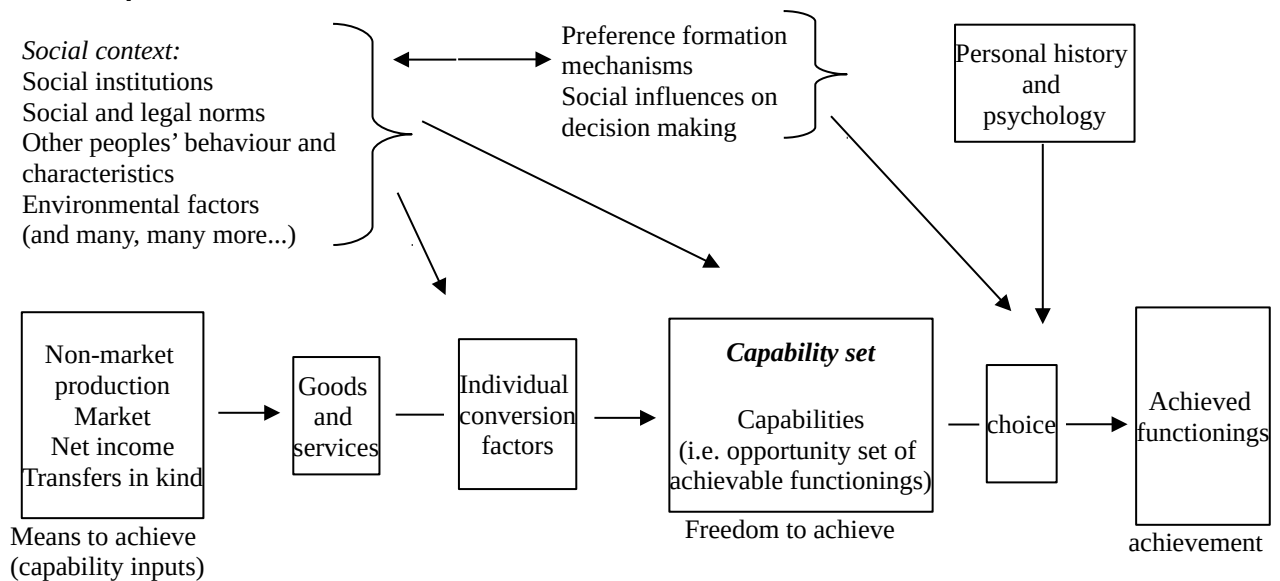 Social context:
Social institutions
Social and legal norms
Other peoples’ behaviour and
characteristics
Environmental factors
(and many, many more...)
Preference formation
mechanisms
Social influences on
decision making
Personal history
and
psychology
Non-market
production
Market
Net income
Transfers in kind
Means to achieve
(capability inputs)
Goods
and
services
Individual
conversion
factors
Capability set
Capabilities
(i.e. opportunity set of
achievable functionings)
Freedom to achieve
choice
Achieved
functionings
achievement